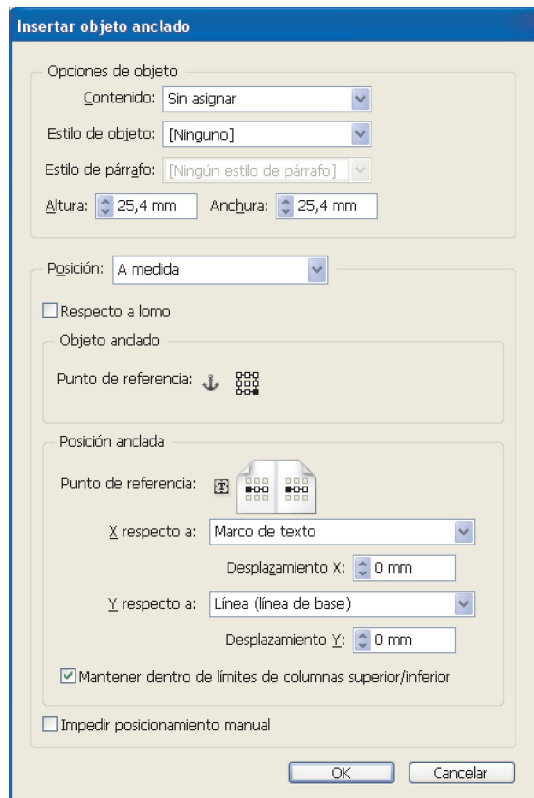 Insertar objeto anclado
Opciones de objeto
Contenido: Sin asignar
Estilo de objeto: [Ninguno]
Estilo de párrafo: [Ningún estilo de párrafo]
Altura: 25,4 mm Anchura: 25,4 mm
Posición: A medida
Respecto a lomo
Objeto anclado
Punto de referencia:
Posición anclada
Punto de referencia: T
X respecto a: Marco de texto
Desplazamiento X: 0 mm
Y respecto a: Línea (línea de base)
Desplazamiento Y: 0 mm
Mantener dentro de límites de columnas superior/inferior
Impedir posicionamiento manual
OK Cancelar